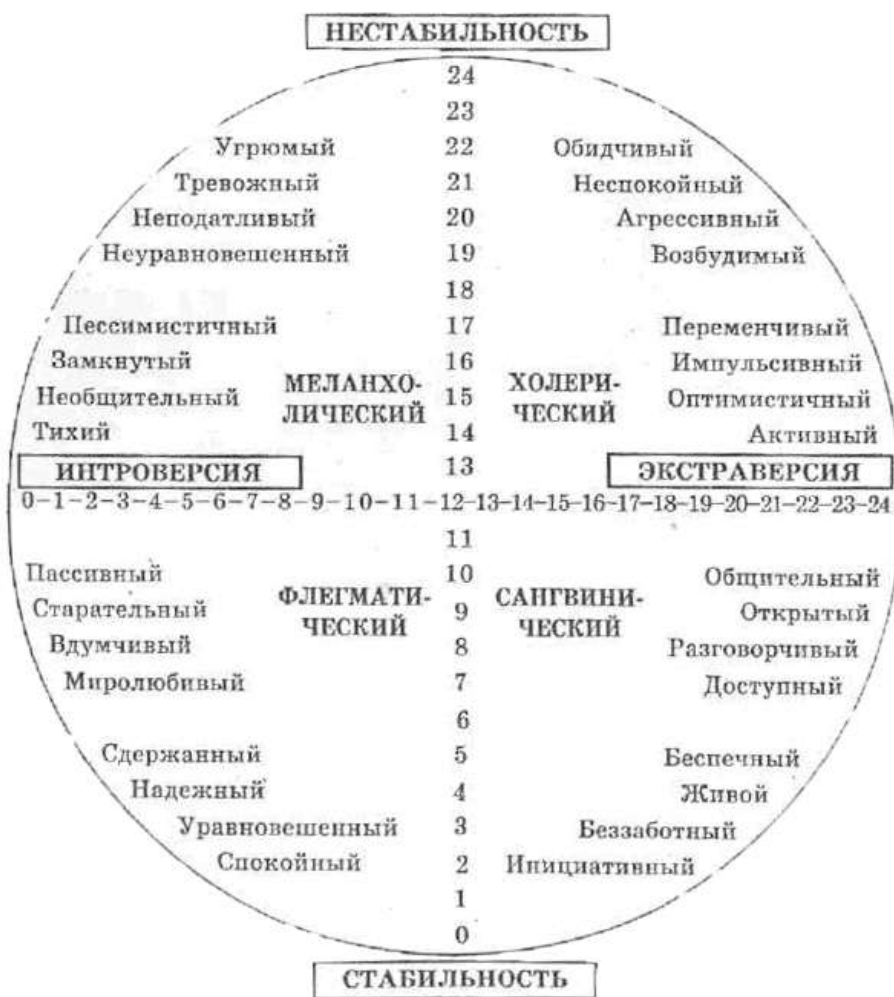 НЕСТАБИЛЬНОСТЬ
24
23
Угрюмый 22 Обидчивый
Тревожный 21 Неспокойный
Неподатливый 20 Агрессивный
Неуравновешенный 19 Возбудимый
18
Пессимистичный 17 Переменчивый
Замкнутый 16 Импульсивный
МЕЛАНХО- ХОЛЕРИ-
Необщительный 15 Оптимистичный
ЛИЧЕСКИЙ ЧЕСКИЙ
Тихий 14 Активный
ИНТРОВЕРСИЯ 13 ЭКСТРАВЕРСИЯ
0-1-2-3-4-5-6-7-8-9-10-11-12-13-14-15-16-17-18-19-20-21-22-23-24
11
Пассивный 10 Общительный
ФЛЕГМАТИ- САНГВИНИ-
Старательный 9 Открытый
ЧЕСКИЙ ЧЕСКИЙ
Вдумчивый 8 Разговорчивый
Миролюбивый 7 Доступный
6
Сдержанный 5 Беспечный
Надежный 4 Живой
Уравновешенный 3 Беззаботный
Спокойный 2 Инициативный
1
0
СТАБИЛЬНОСТЬ